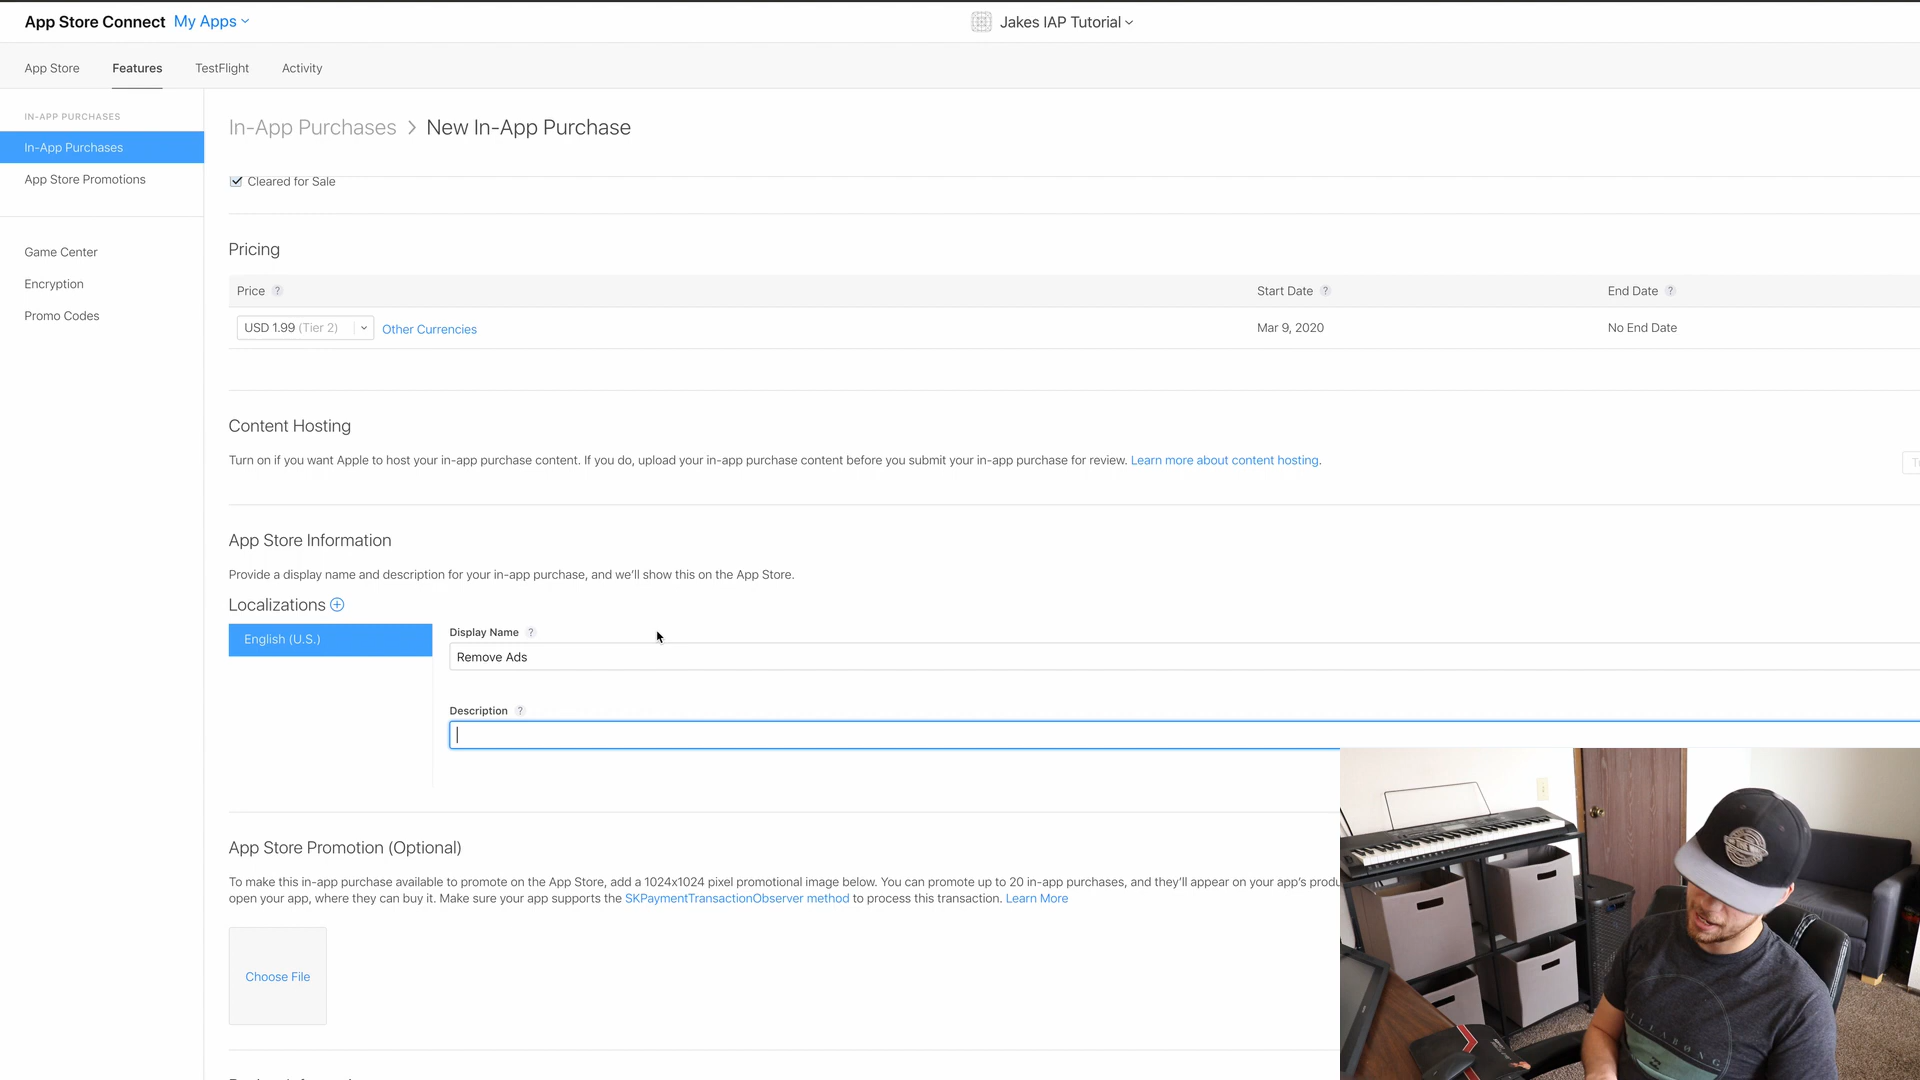 App Store Connect My Apps
Jakes IAP Tutorial
App Store
Features
TestFlight
Activity
IN-APP PURCHASES
In-App Purchases
App Store Promotions
Game Center
Encryption
Promo Codes
In-App Purchases > New In-App Purchase
Cleared for Sale
Pricing
Price ?
Start Date ?
End Date ?
USD 1.99 (Tier 2)
Other Currencies
Mar 9, 2020
No End Date
Content Hosting
Turn on if you want Apple to host your in-app purchase content. If you do, upload your in-app purchase content before you submit your in-app purchase for review. Learn more about content hosting.
App Store Information
Provide a display name and description for your in-app purchase, and we'll show this on the App Store.
Localizations
English (U.S.)
Display Name ?
Remove Ads
Description ?
App Store Promotion (Optional)
To make this in-app purchase available to promote on the App Store, add a 1024x1024 pixel promotional image below. You can promote up to 20 in-app purchases, and they'll appear on your app's
open your app, where they can buy it. Make sure your app supports the SKPaymentTransactionObserver method to process this transaction. Learn More
Choose File